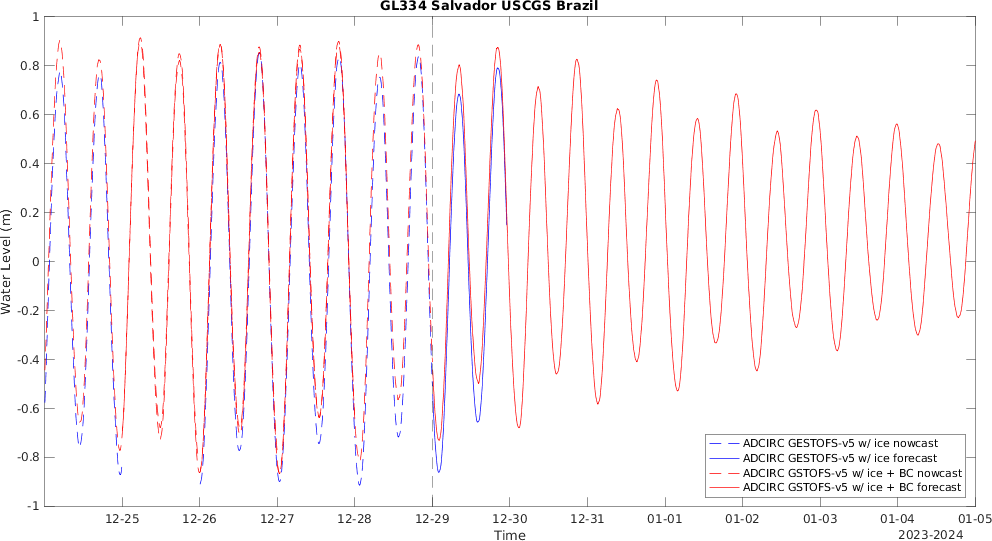 GL334 Salvador USCGS Brazil
1
0.8
0.6
0.4
0.2
0
-0.2
-0.4
-0.6
-0.8
-1
Water Level (m)
12-25 12-26 12-27 12-28 12-29 12-30 12-31 01-01 01-02 01-03 01-04 01-05
Time
2023-2024
ADCIRC GESTOFS-v5 w/ ice nowcast
ADCIRC GESTOFS-v5 w/ ice forecast
ADCIRC GSTOFS-v5 w/ ice + BC nowcast
ADCIRC GSTOFS-v5 w/ ice + BC forecast